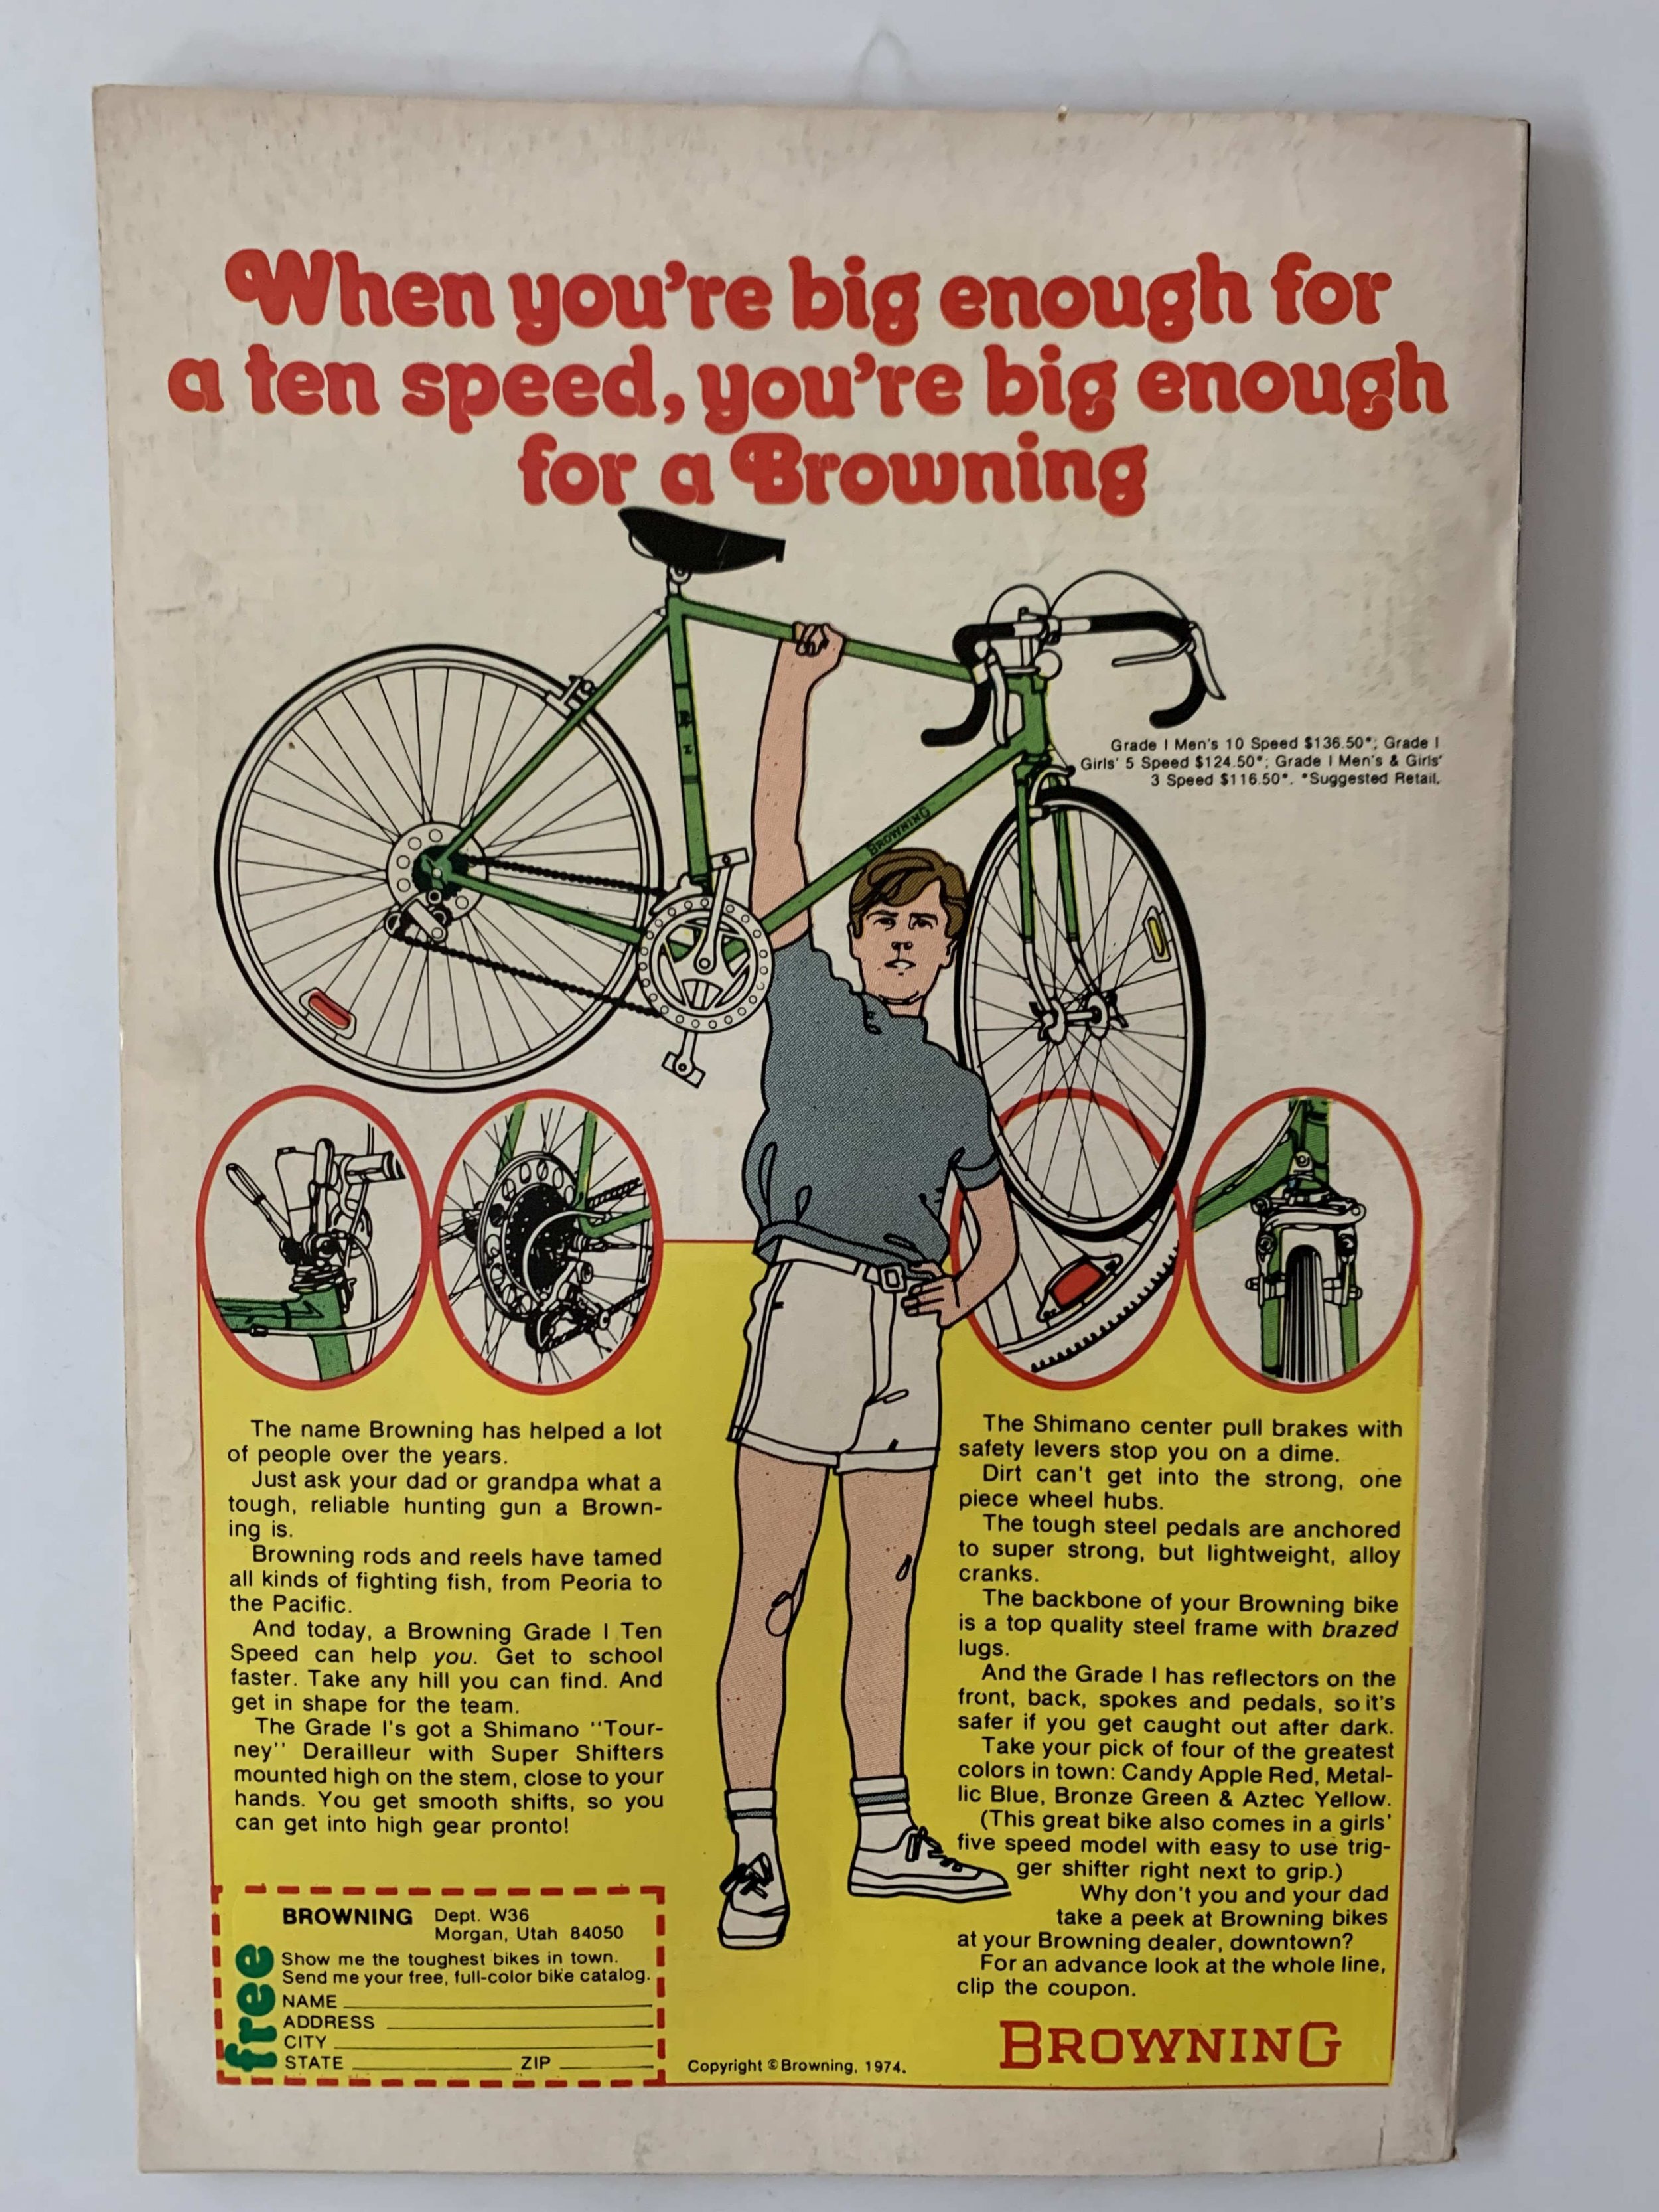 When you're big enough for
a ten speed, you're big enough
for a Browning
Grade I Men's 10 Speed $136.50*; Grade I
Girls' 5 Speed $124.50*; Grade I Men's & Girls'
3 Speed $116.50*. *Suggested Retail.
BROWNING
The name Browning has helped a lot
of people over the years.
Just ask your dad or grandpa what a
tough, reliable hunting gun a Brown-
ing is.
Browning rods and reels have tamed
all kinds of fighting fish, from Peoria to
the Pacific.
And today, a Browning Grade I Ten
Speed can help you. Get to school
faster. Take any hill you can find. And
get in shape for the team.
The Grade I's got a Shimano "Tour-
ney" Derailleur with Super Shifters
mounted high on the stem, close to your
hands. You get smooth shifts, so you
can get into high gear pronto!
The Shimano center pull brakes with
safety levers stop you on a dime.
Dirt can't get into the strong, one
piece wheel hubs.
The tough steel pedals are anchored
to super strong, but lightweight, alloy
cranks.
The backbone of your Browning bike
is a top quality steel frame with brazed
lugs.
And the Grade I has reflectors on the
front, back, spokes and pedals, so it's
safer if you get caught out after dark.
Take your pick of four of the greatest
colors in town: Candy Apple Red, Metal-
lic Blue, Bronze Green & Aztec Yellow.
(This great bike also comes in a girls'
five speed model with easy to use trig-
ger shifter right next to grip.)
Why don't you and your dad
take a peek at Browning bikes
at your Browning dealer, downtown?
For an advance look at the whole line,
clip the coupon.
BROWNING Dept. W36
Morgan, Utah 84050
free
Show me the toughest bikes in town.
Send me your free, full-color bike catalog.
NAME
ADDRESS
CITY
STATE ZIP
Copyright © Browning, 1974.
BROWNING